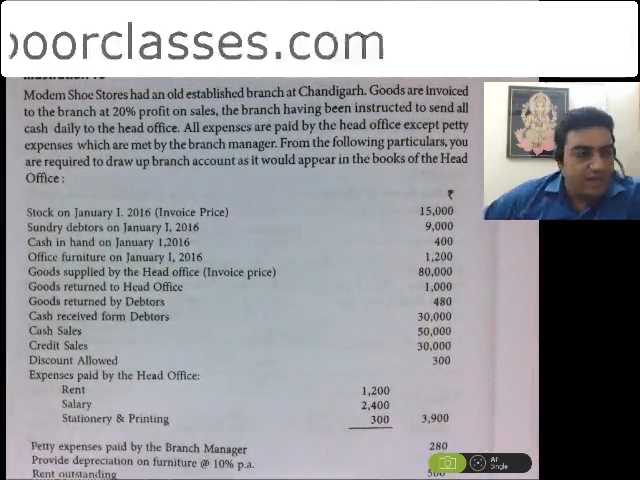 oorclasses.com
Modem Shoe Stores had an old established branch at Chandigarh. Goods are invoiced
to the branch at 20% profit on sales, the branch having been instructed to send all
cash daily to the head office. All expenses are paid by the head office except petty
expenses which are met by the branch manager. From the following particulars, you
are required to draw up branch account as it would appear in the books of the Head
Office :
₹
Stock on January I. 2016 (Invoice Price) 15,000
Sundry debtors on January I, 2016 9,000
Cash in hand on January 1,2016 400
Office furniture on January I, 2016 1,200
Goods supplied by the Head office (Invoice price) 80,000
Goods returned to Head Office 1,000
Goods returned by Debtors 480
Cash received form Debtors 30,000
Cash Sales 50,000
Credit Sales 30,000
Discount Allowed 300
Expenses paid by the Head Office:
Rent 1,200
Salary 2,400
Stationery & Printing 300 3,900
Petty expenses paid by the Branch Manager 280
Provide depreciation on furniture @ 10% p.a.
Rent outstanding
AF
Single